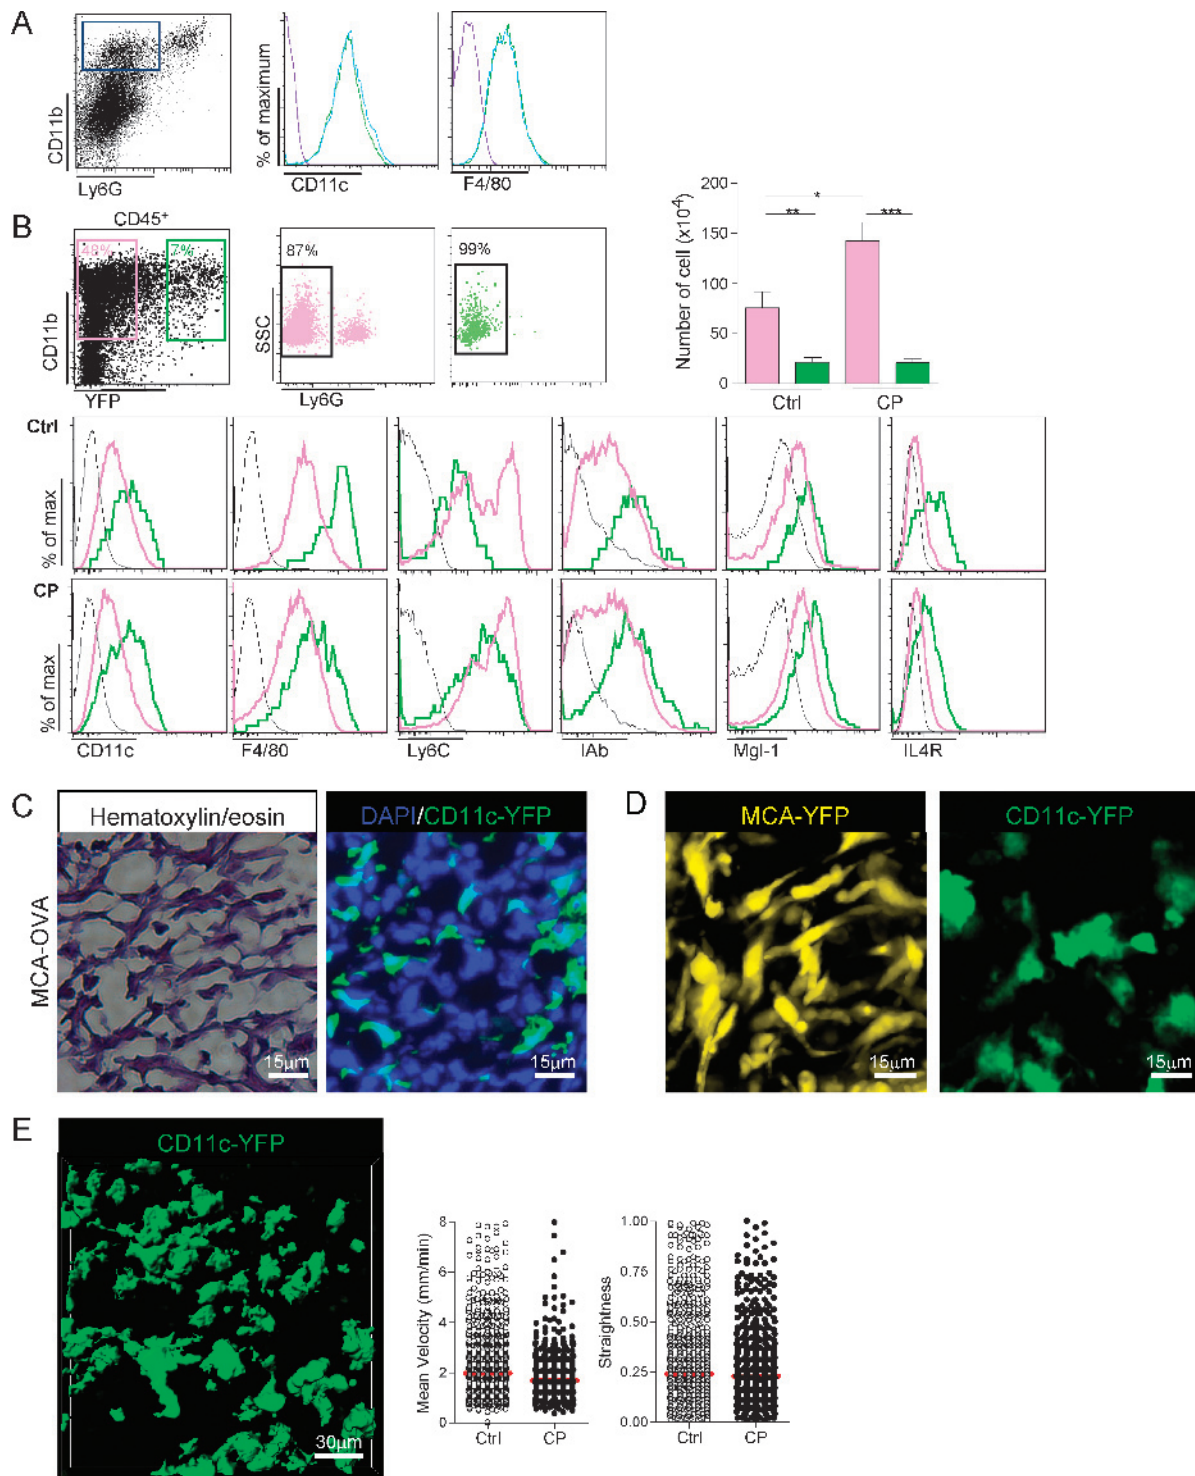 A
CD11b
Ly6G
% of maximum
CD11c
F4/80
B
CD45⁺
48%
7%
CD11b
YFP
87%
SSC
Ly6G
99%
Number of cell (x10⁴)
200
150
100
50
0
*
**
***
Ctrl
CP
Ctrl
% of max
CP
% of max
CD11c
F4/80
Ly6C
IAb
Mgl-1
IL4R
C
Hematoxylin/eosin
DAPI/CD11c-YFP
MCA-OVA
15µm
15µm
D
MCA-YFP
CD11c-YFP
15µm
15µm
E
CD11c-YFP
30µm
Mean Velocity (mm/min)
8
6
4
2
0
Ctrl
CP
Straightness
1.00
0.75
0.50
0.25
0.00
Ctrl
CP